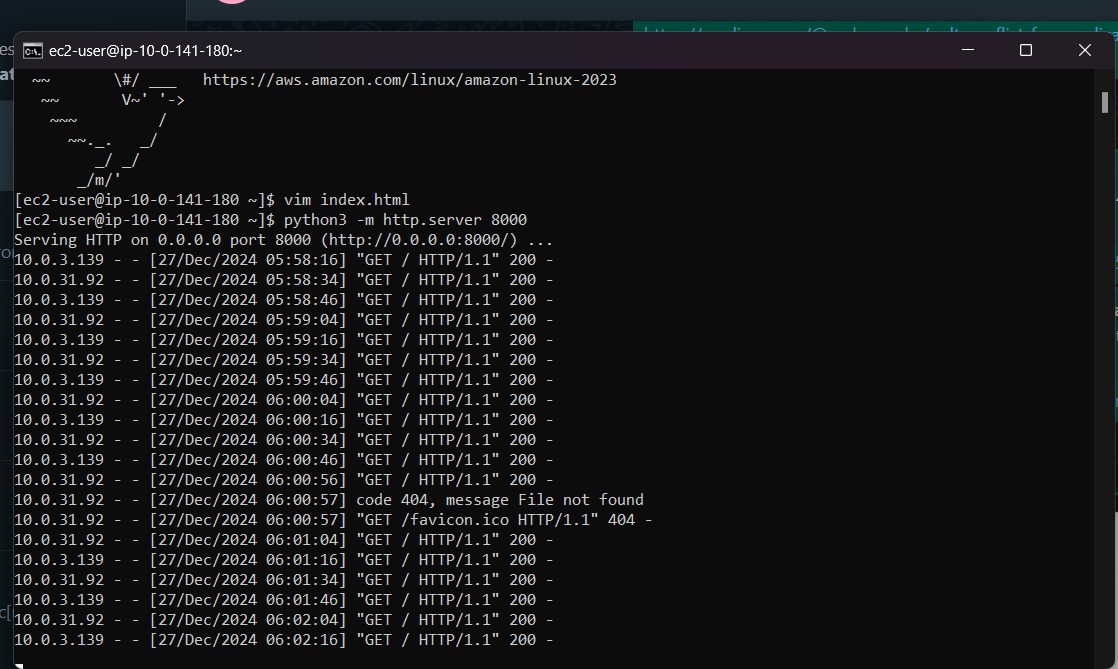 ec2-user@ip-10-0-141-180:~
~~ \#/ ___ https://aws.amazon.com/linux/amazon-linux-2023
~~ V~' '->
~~~ /
~~._. _/
_/ _/
_/m/'
[ec2-user@ip-10-0-141-180 ~]$ vim index.html
[ec2-user@ip-10-0-141-180 ~]$ python3 -m http.server 8000
Serving HTTP on 0.0.0.0 port 8000 (http://0.0.0.0:8000/) ...
10.0.3.139 - - [27/Dec/2024 05:58:16] "GET / HTTP/1.1" 200 -
10.0.31.92 - - [27/Dec/2024 05:58:34] "GET / HTTP/1.1" 200 -
10.0.3.139 - - [27/Dec/2024 05:58:46] "GET / HTTP/1.1" 200 -
10.0.31.92 - - [27/Dec/2024 05:59:04] "GET / HTTP/1.1" 200 -
10.0.3.139 - - [27/Dec/2024 05:59:16] "GET / HTTP/1.1" 200 -
10.0.31.92 - - [27/Dec/2024 05:59:34] "GET / HTTP/1.1" 200 -
10.0.3.139 - - [27/Dec/2024 05:59:46] "GET / HTTP/1.1" 200 -
10.0.31.92 - - [27/Dec/2024 06:00:04] "GET / HTTP/1.1" 200 -
10.0.3.139 - - [27/Dec/2024 06:00:16] "GET / HTTP/1.1" 200 -
10.0.31.92 - - [27/Dec/2024 06:00:34] "GET / HTTP/1.1" 200 -
10.0.3.139 - - [27/Dec/2024 06:00:46] "GET / HTTP/1.1" 200 -
10.0.31.92 - - [27/Dec/2024 06:00:56] "GET / HTTP/1.1" 200 -
10.0.31.92 - - [27/Dec/2024 06:00:57] code 404, message File not found
10.0.31.92 - - [27/Dec/2024 06:00:57] "GET /favicon.ico HTTP/1.1" 404 -
10.0.31.92 - - [27/Dec/2024 06:01:04] "GET / HTTP/1.1" 200 -
10.0.3.139 - - [27/Dec/2024 06:01:16] "GET / HTTP/1.1" 200 -
10.0.31.92 - - [27/Dec/2024 06:01:34] "GET / HTTP/1.1" 200 -
10.0.3.139 - - [27/Dec/2024 06:01:46] "GET / HTTP/1.1" 200 -
10.0.31.92 - - [27/Dec/2024 06:02:04] "GET / HTTP/1.1" 200 -
10.0.3.139 - - [27/Dec/2024 06:02:16] "GET / HTTP/1.1" 200 -